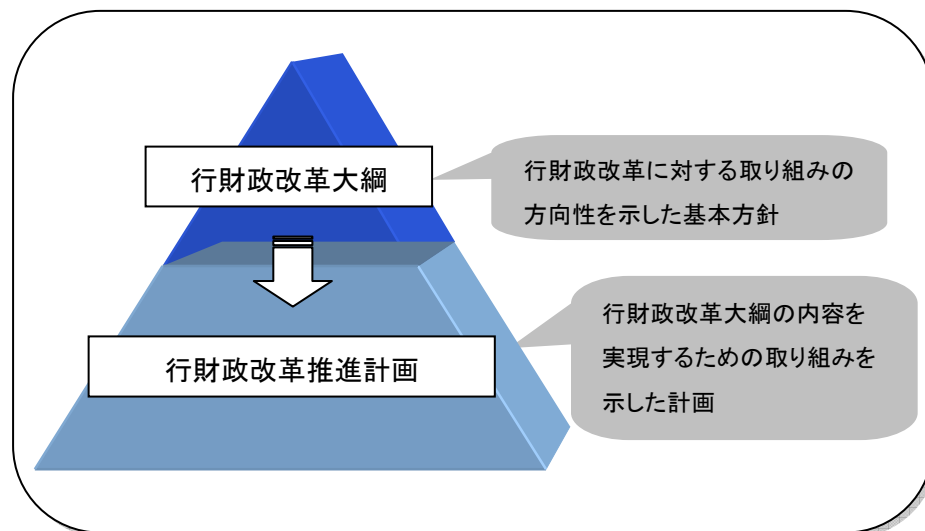 行財政改革大綱
行財政改革に対する取り組みの
方向性を示した基本方針
行財政改革推進計画
行財政改革大綱の内容を
実現するための取り組みを
示した計画